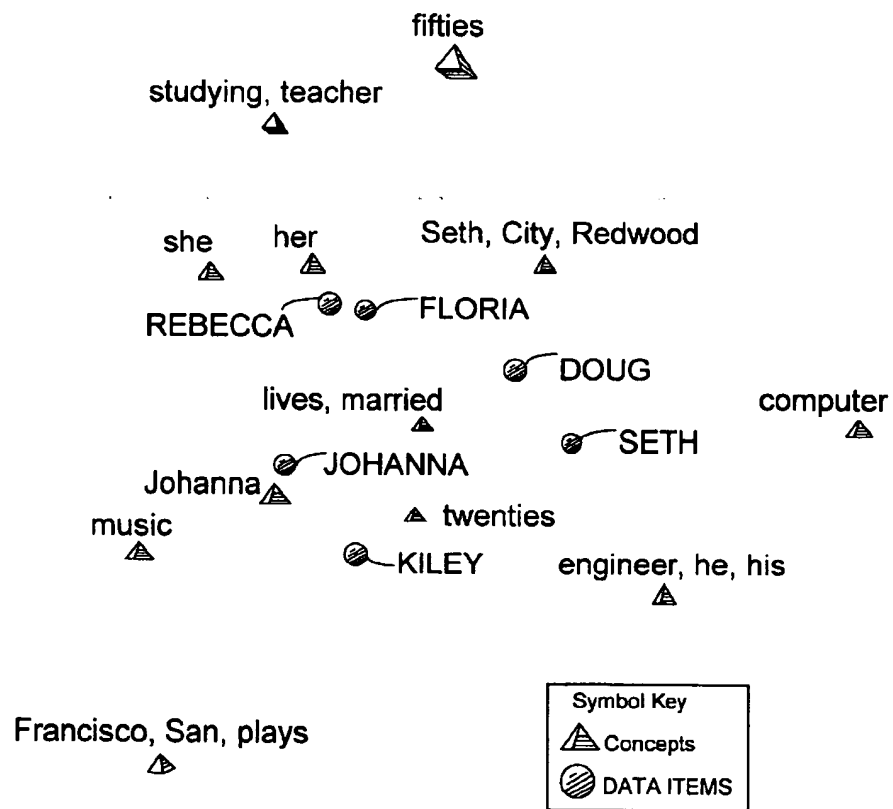 fifties
studying, teacher
she
her
Seth, City, Redwood
REBECCA
FLORIA
DOUG
lives, married
computer
SETH
JOHANNA
Johanna
music
twenties
KILEY
engineer, he, his
Francisco, San, plays
Symbol Key
Concepts
DATA ITEMS